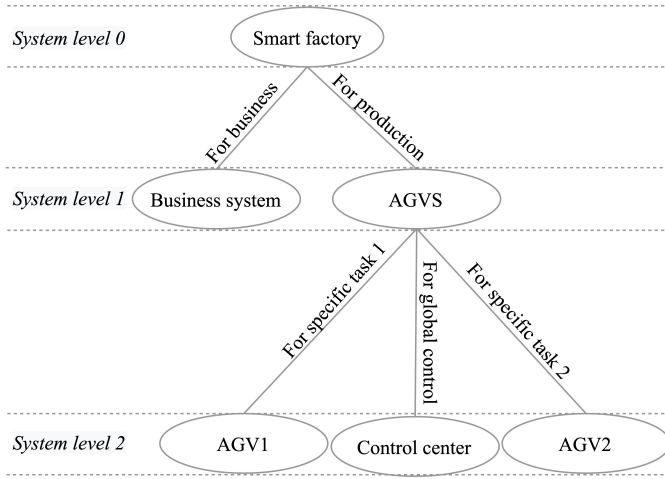 System level 0
Smart factory
For business
For production
System level 1
Business system
AGVS
For specific task 1
For global control
For specific task 2
System level 2
AGV1
Control center
AGV2